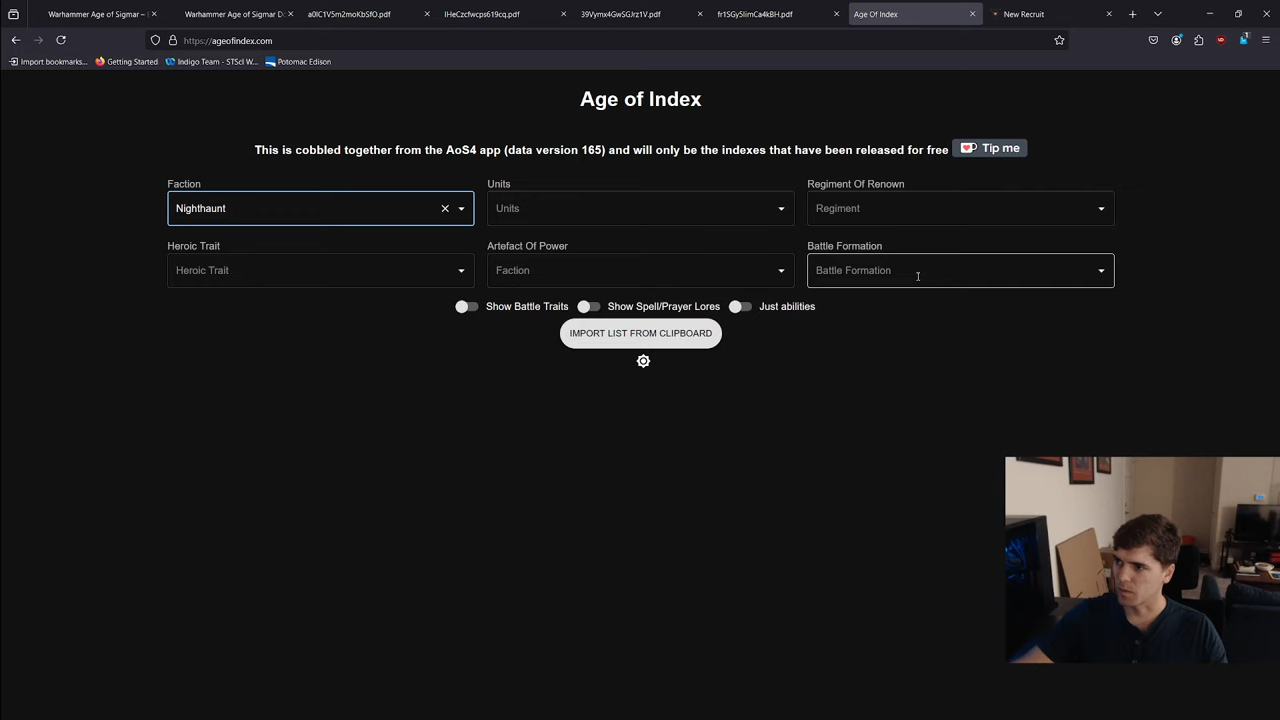 Warhammer Age of Sigmar –
Warhammer Age of Sigmar D
a0lC1V5m2moKbSfO.pdf
lHeCzcfwcps619cq.pdf
39Vymx4GwSGJrz1V.pdf
fr1SGy5limCa4kBH.pdf
Age Of Index
New Recruit
https://ageofindex.com
Import bookmarks...
Getting Started
Indigo Team - STScI W...
Potomac Edison
Age of Index
This is cobbled together from the AoS4 app (data version 165) and will only be the indexes that have been released for free
Tip me
Faction
Units
Regiment Of Renown
Nighthaunt
Units
Regiment
Heroic Trait
Artefact Of Power
Battle Formation
Heroic Trait
Faction
Battle Formation
Show Battle Traits
Show Spell/Prayer Lores
Just abilities
IMPORT LIST FROM CLIPBOARD